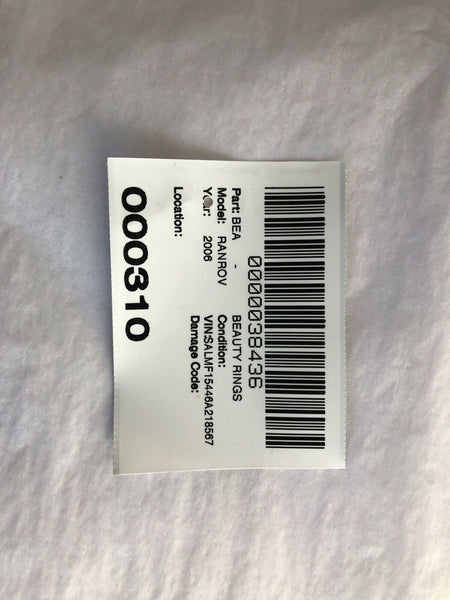 0000038436
Part: BEA - BEAUTY RINGS
Model: RANROV Condition:
Year: 2006 VIN:SALMF15446A218567
Damage Code:
Location:
000310